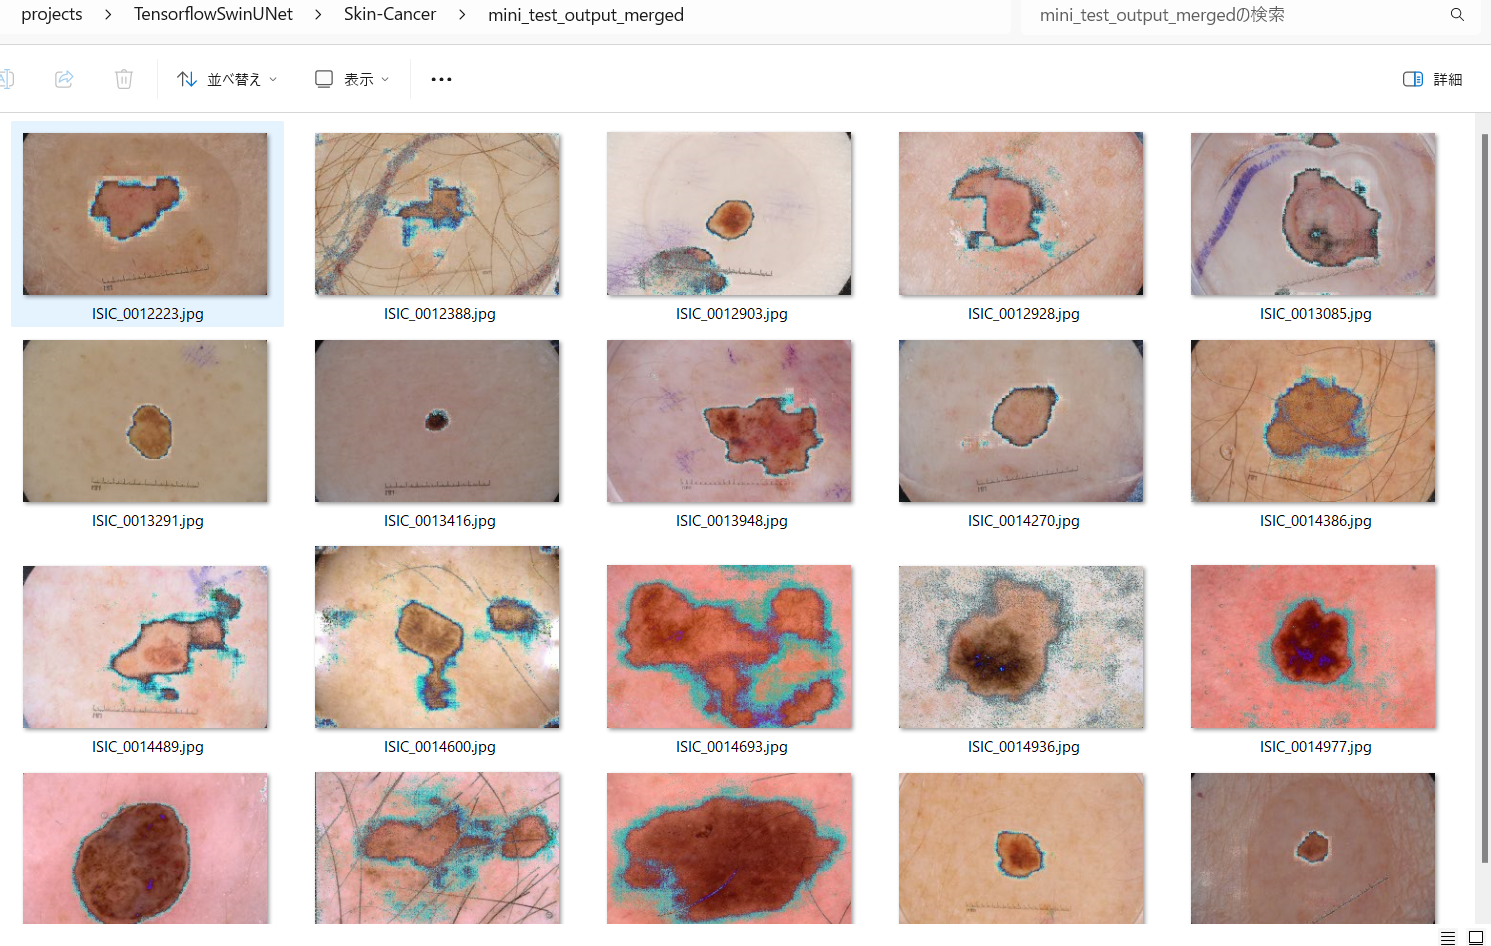 projects > TensorflowSwinUNet > Skin-Cancer > mini_test_output_merged
mini_test_output_mergedの検索
並べ替え
表示
詳細
ISIC_0012223.jpg
ISIC_0012388.jpg
ISIC_0012903.jpg
ISIC_0012928.jpg
ISIC_0013085.jpg
ISIC_0013291.jpg
ISIC_0013416.jpg
ISIC_0013948.jpg
ISIC_0014270.jpg
ISIC_0014386.jpg
ISIC_0014489.jpg
ISIC_0014600.jpg
ISIC_0014693.jpg
ISIC_0014936.jpg
ISIC_0014977.jpg